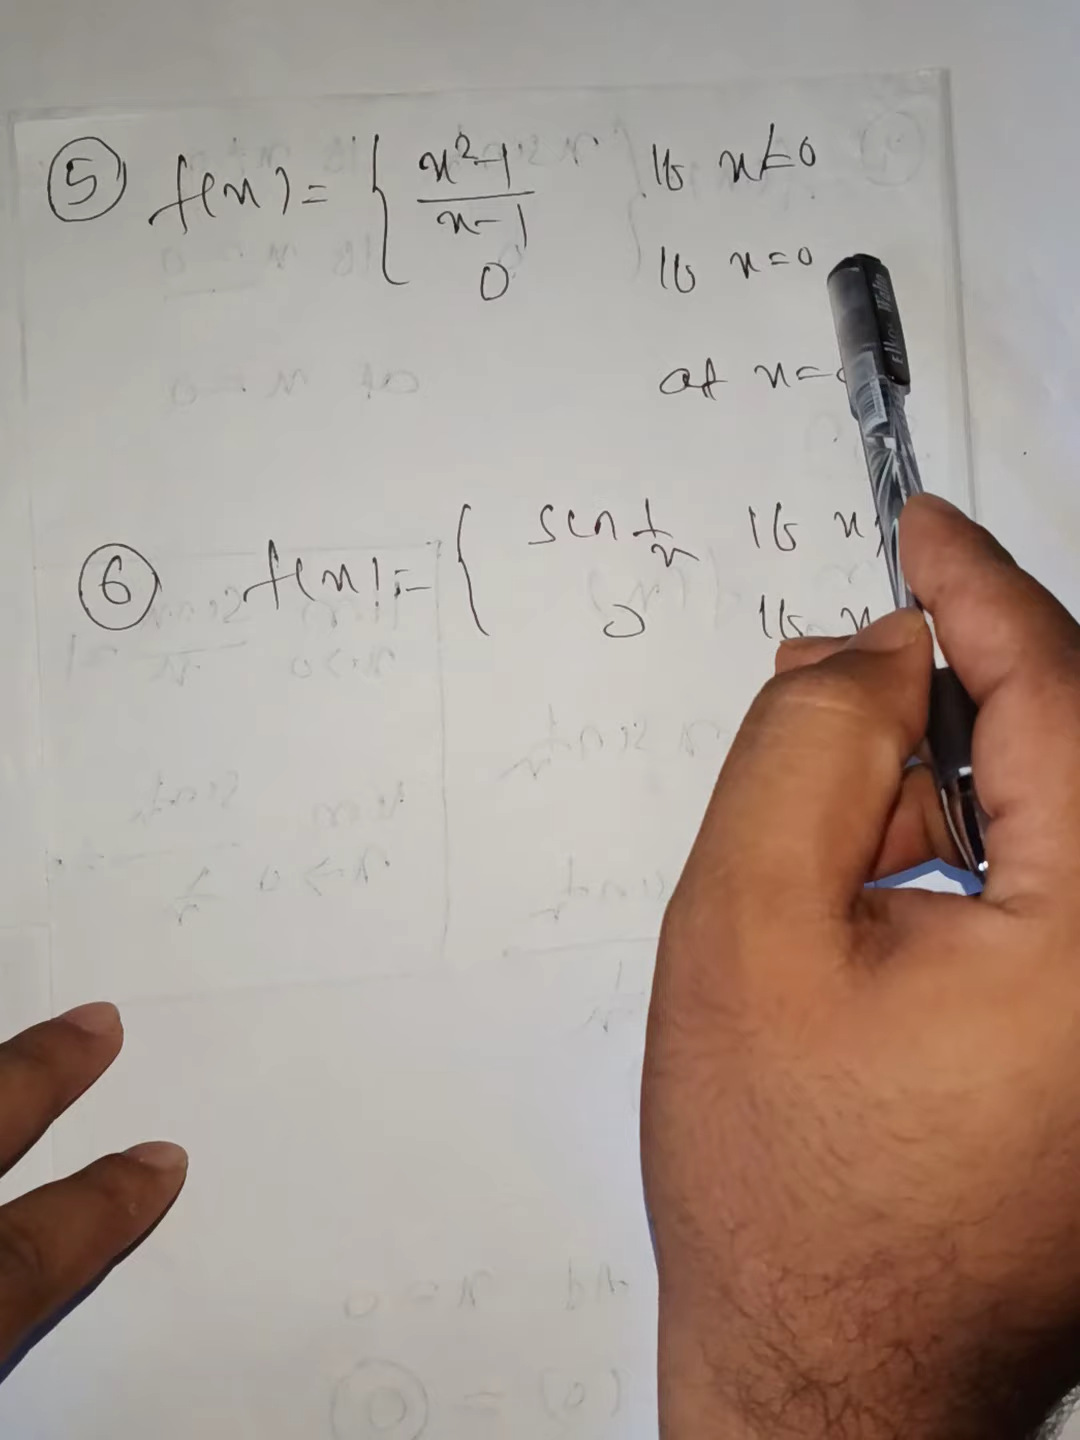 5 f(x) = { x²-1 / x-1 if x≠0
0 if x=0
at x=
6 f(x) = { sin 1/x if x
0 if x